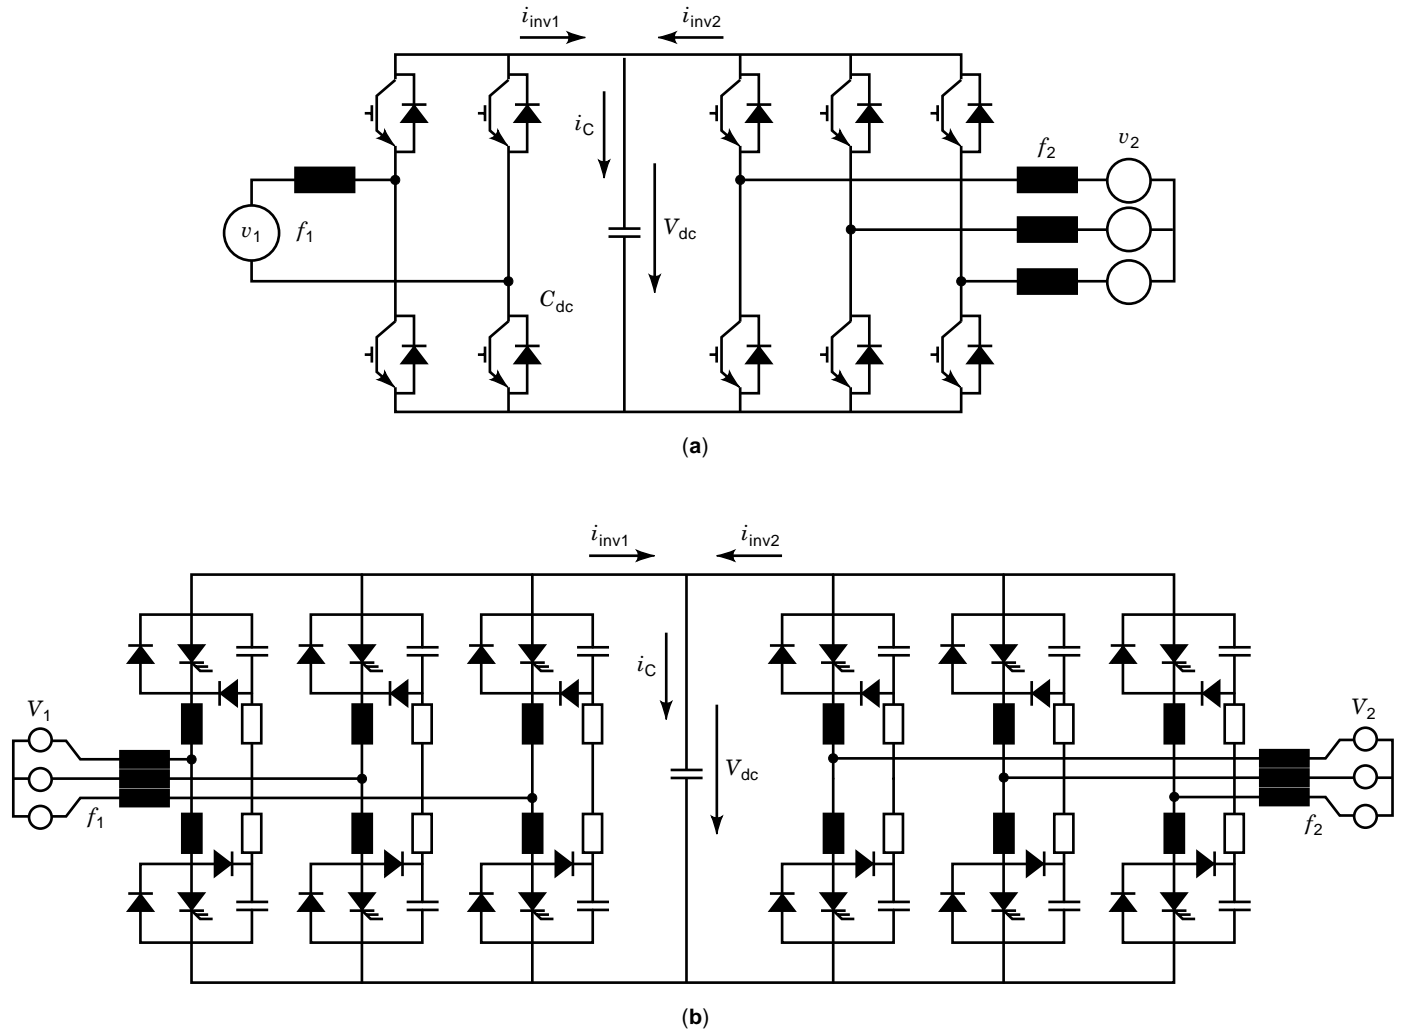 i_inv1 i_inv2
i_C
f_2 v_2
v_1 f_1 V_dc
C_dc
(a)
i_inv1 i_inv2
i_C
V_1 V_2
V_dc
f_1 f_2
(b)